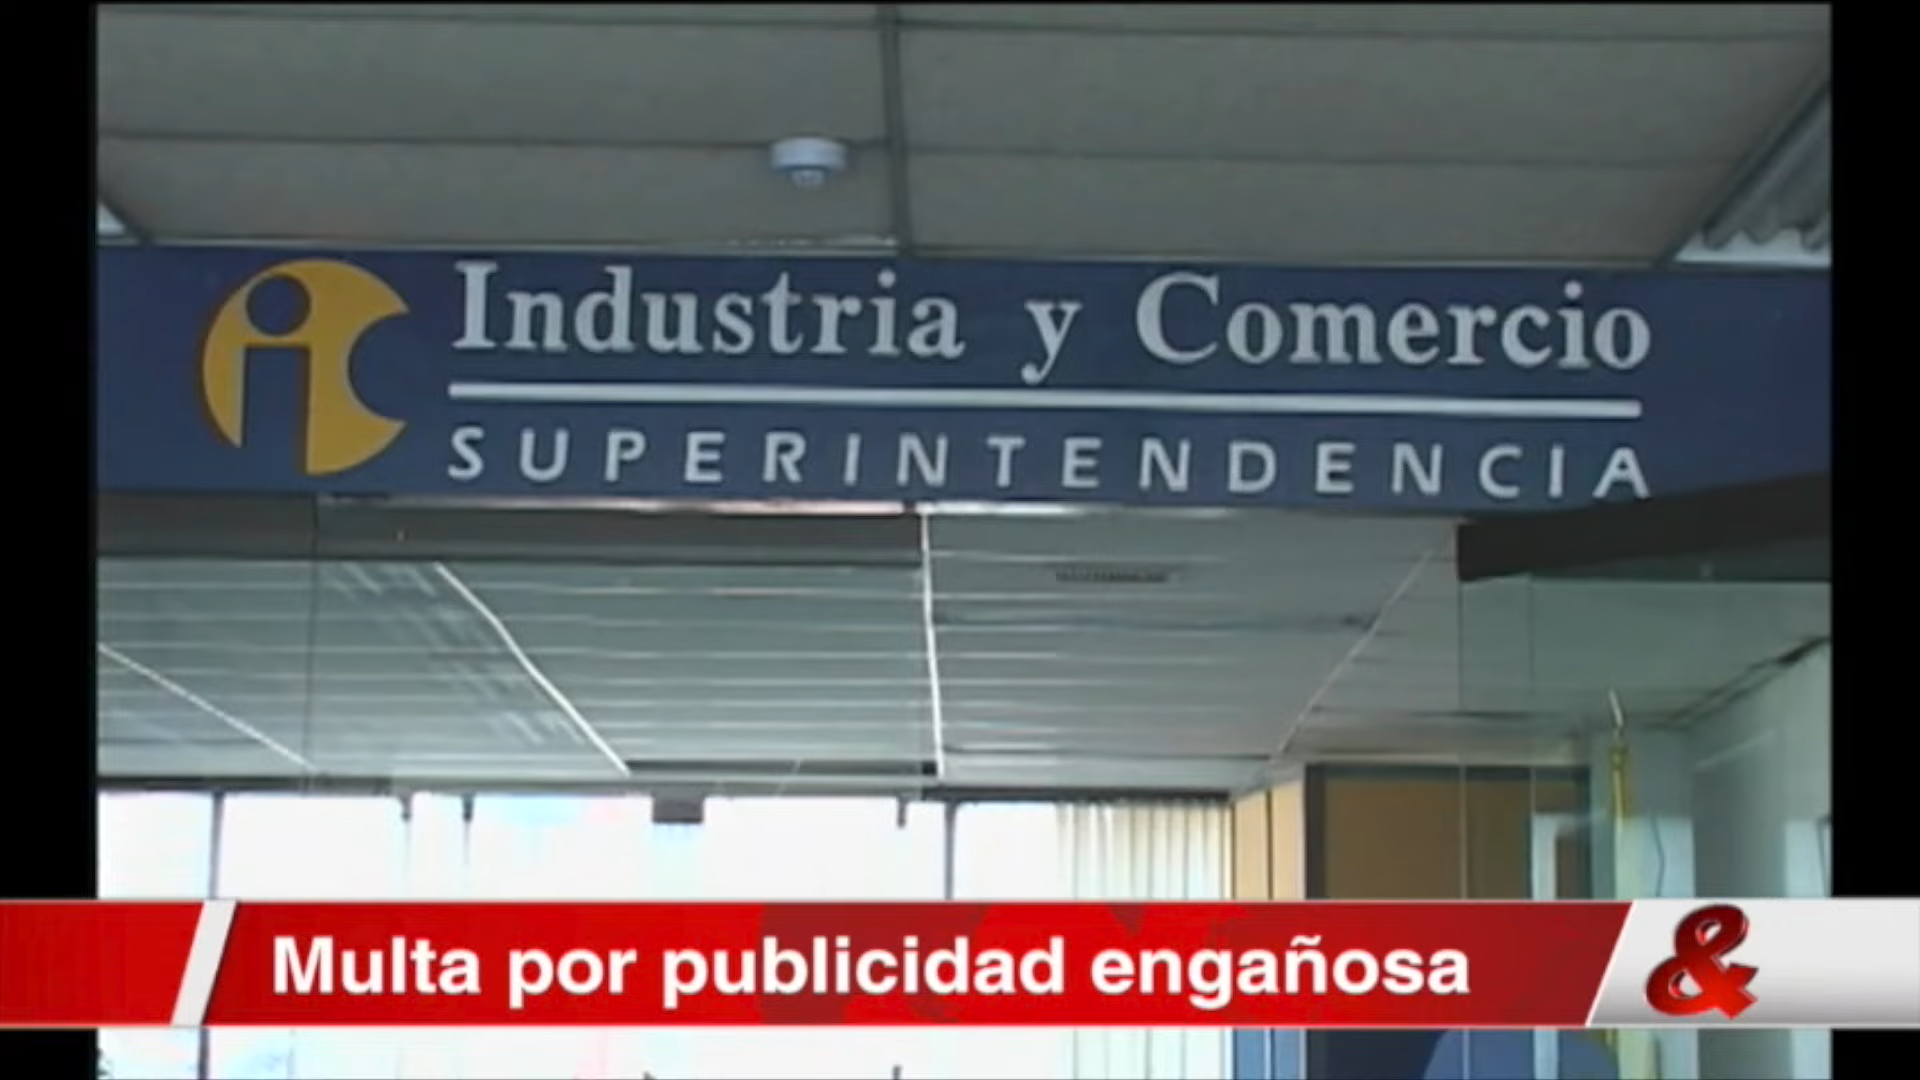 Industria y Comercio
SUPERINTENDENCIA
Multa por publicidad engañosa
&